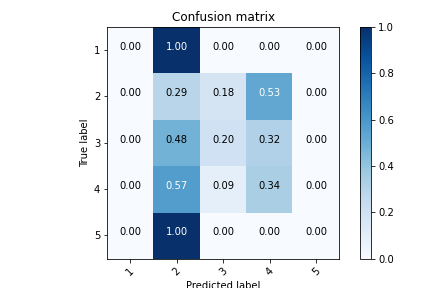 Confusion matrix
1 0.00 1.00 0.00 0.00 0.00
2 0.00 0.29 0.18 0.53 0.00
3 0.00 0.48 0.20 0.32 0.00
4 0.00 0.57 0.09 0.34 0.00
5 0.00 1.00 0.00 0.00 0.00
True label
1 2 3 4 5
Predicted label
1.0
0.8
0.6
0.4
0.2
0.0